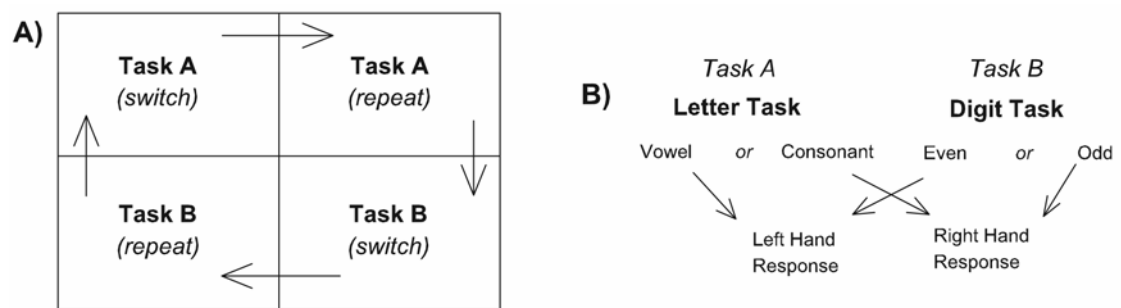 A)
Task A
(switch)
Task A
(repeat)
Task B
(repeat)
Task B
(switch)
B)
Task A
Task B
Letter Task
Digit Task
Vowel or Consonant
Even or Odd
Left Hand
Response
Right Hand
Response